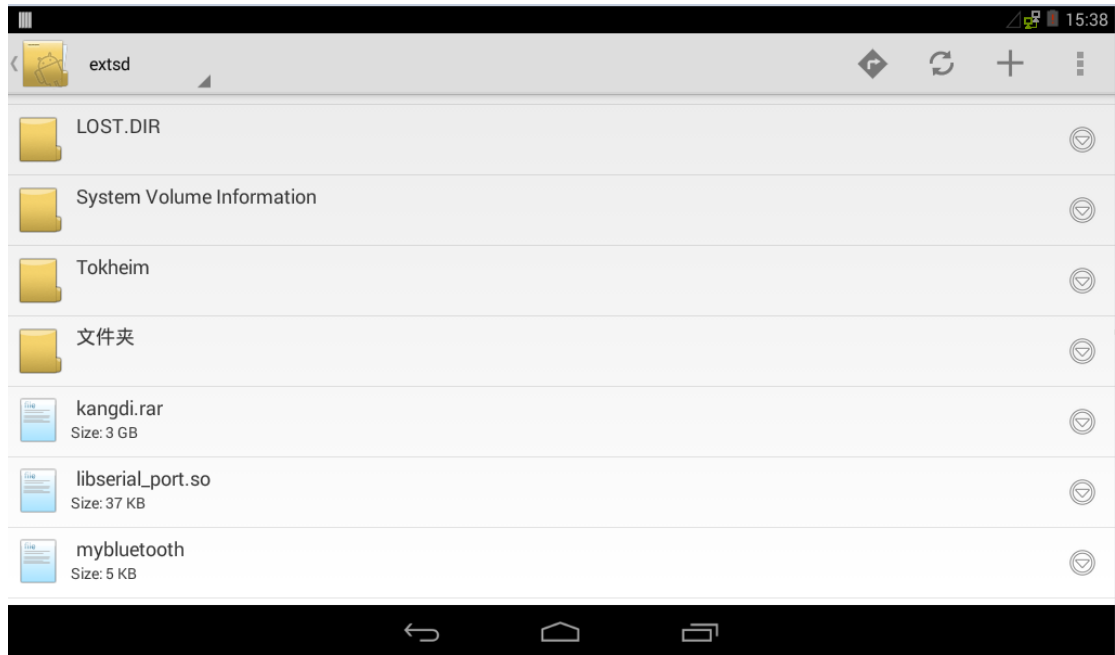 15:38
extsd
LOST.DIR
System Volume Information
Tokheim
文件夹
kangdi.rar
Size: 3 GB
libserial_port.so
Size: 37 KB
mybluetooth
Size: 5 KB